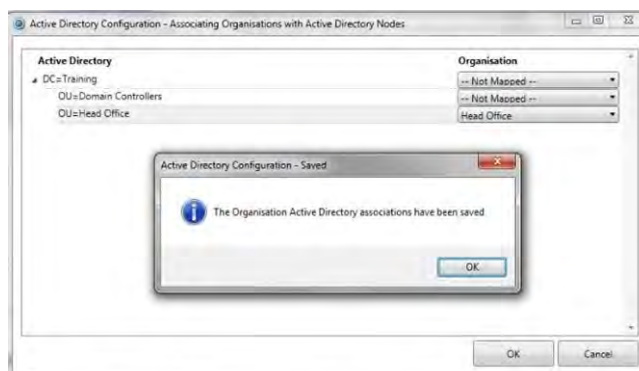 Active Directory Configuration - Associating Organisations with Active Directory Nodes
Active Directory Organisation
DC=Training -- Not Mapped --
OU=Domain Controllers -- Not Mapped --
OU=Head Office Head Office
Active Directory Configuration - Saved
The Organisation Active Directory associations have been saved
OK
OK Cancel